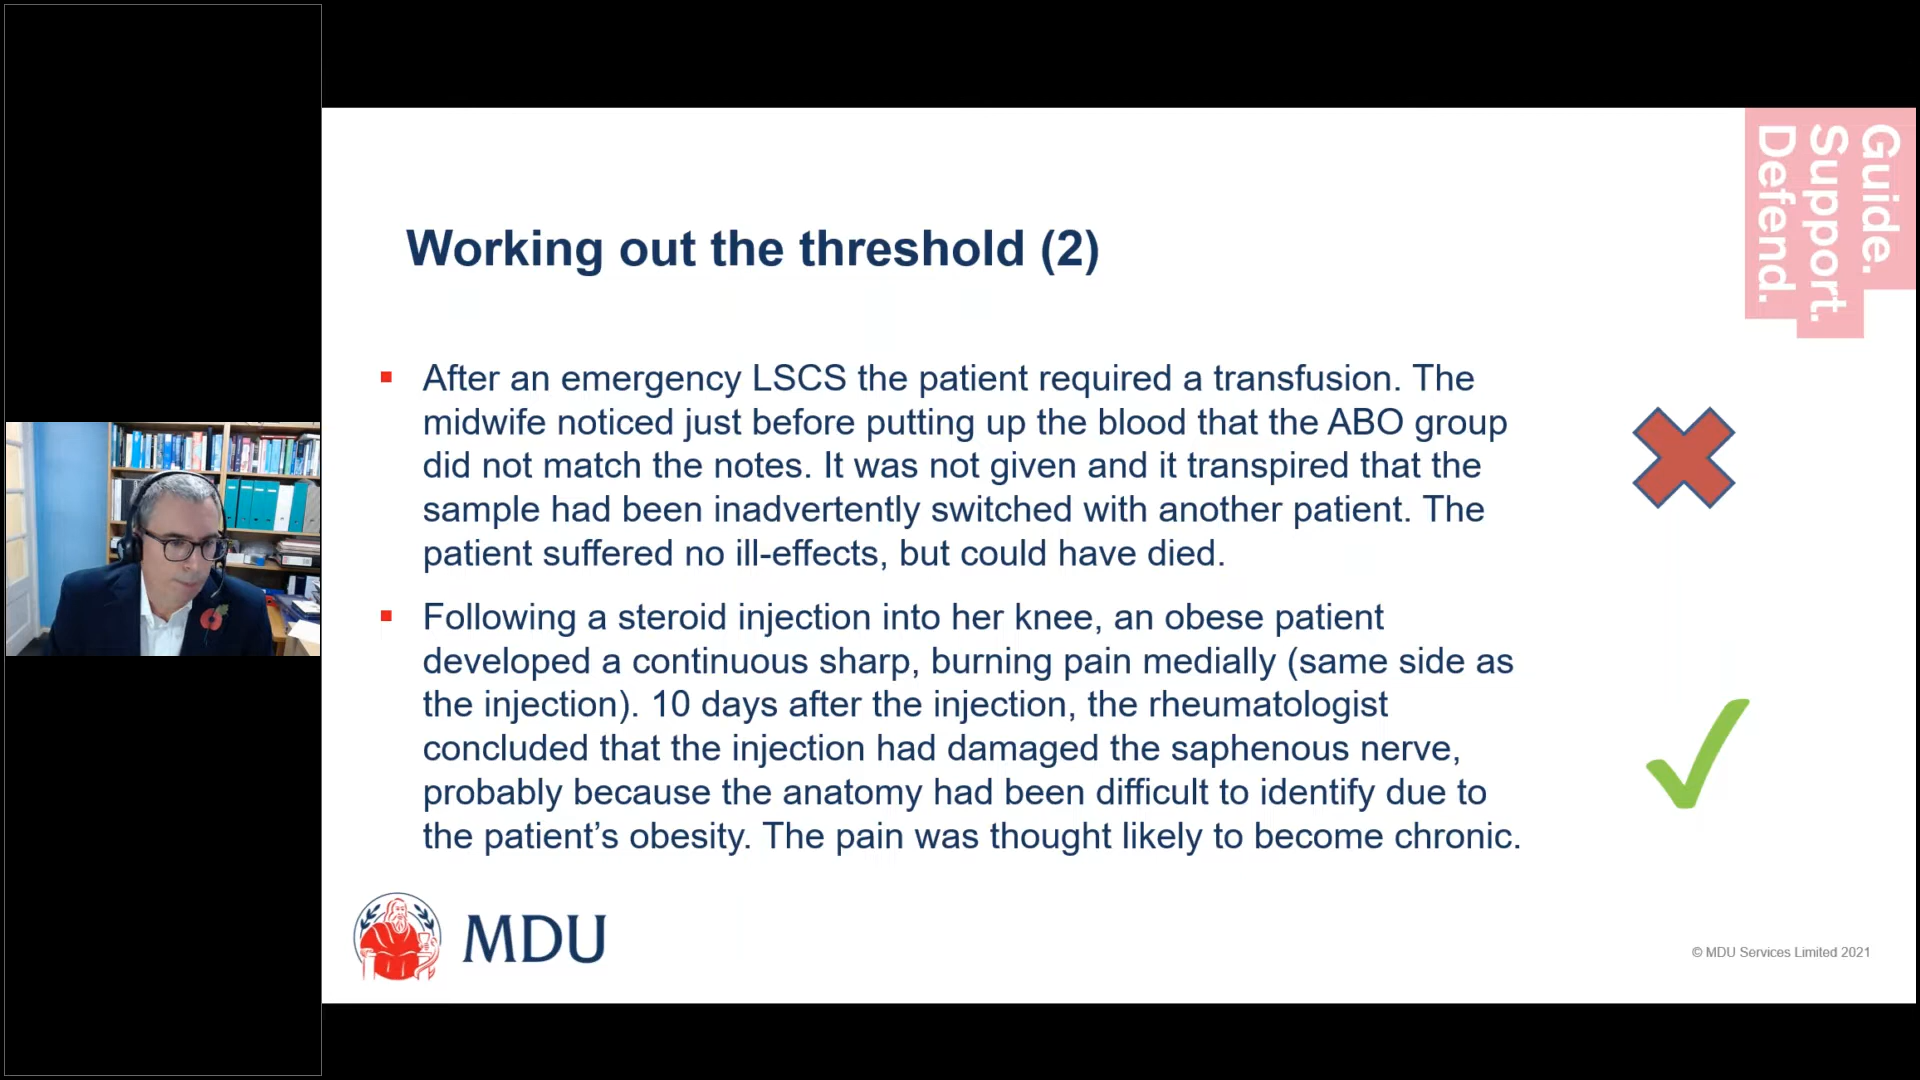 Guide.
Support.
Defend.
Working out the threshold (2)
After an emergency LSCS the patient required a transfusion. The
midwife noticed just before putting up the blood that the ABO group
did not match the notes. It was not given and it transpired that the
sample had been inadvertently switched with another patient. The
patient suffered no ill-effects, but could have died.
Following a steroid injection into her knee, an obese patient
developed a continuous sharp, burning pain medially (same side as
the injection). 10 days after the injection, the rheumatologist
concluded that the injection had damaged the saphenous nerve,
probably because the anatomy had been difficult to identify due to
the patient’s obesity. The pain was thought likely to become chronic.
MDU
© MDU Services Limited 2021